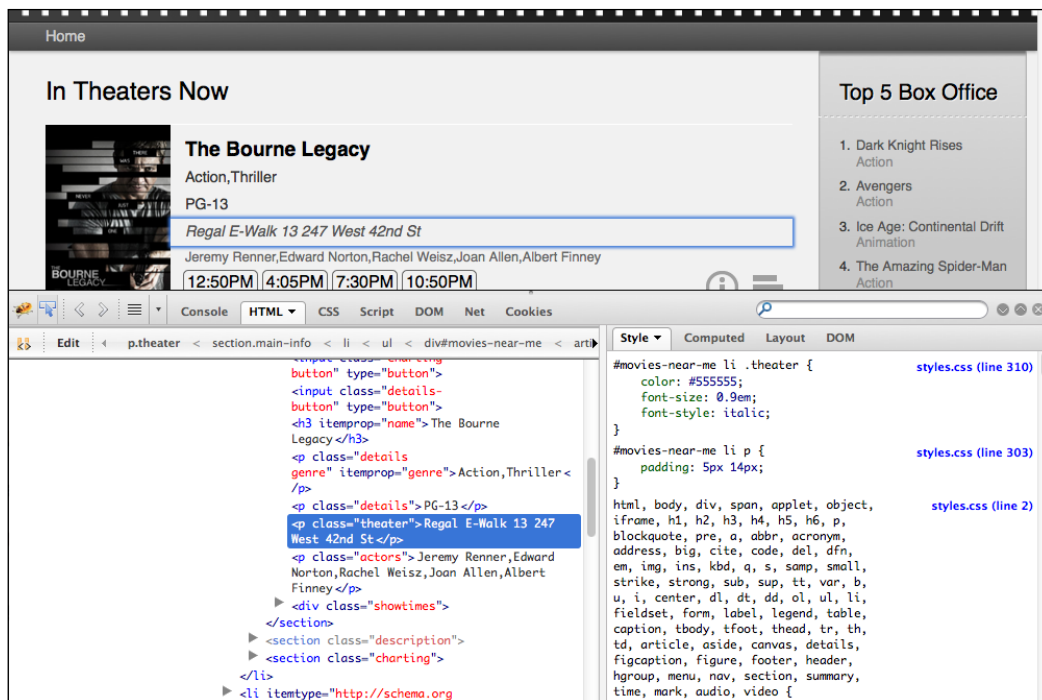 Home
In Theaters Now
The Bourne Legacy
Action,Thriller
PG-13
Regal E-Walk 13 247 West 42nd St
Jeremy Renner,Edward Norton,Rachel Weisz,Joan Allen,Albert Finney
12:50PM 4:05PM 7:30PM 10:50PM
THERE
WAS
NEVER
JUST
ONE
THE
BOURNE
LEGACY
Top 5 Box Office
1. Dark Knight Rises
Action
2. Avengers
Action
3. Ice Age: Continental Drift
Animation
4. The Amazing Spider-Man
Action
Console HTML CSS Script DOM Net Cookies
Edit p.theater < section.main-info < li < ul < div#movies-near-me < arti
<input class="charting-
button" type="button">
<input class="details-
button" type="button">
<h3 itemprop="name">The Bourne
Legacy</h3>
<p class="details
genre" itemprop="genre">Action,Thriller<
/p>
<p class="details">PG-13</p>
<p class="theater">Regal E-Walk 13 247
West 42nd St</p>
<p class="actors">Jeremy Renner,Edward
Norton,Rachel Weisz,Joan Allen,Albert
Finney</p>
<div class="showtimes">
</section>
<section class="description">
<section class="charting">
</li>
<li itemtype="http://schema.org
Style Computed Layout DOM
#movies-near-me li .theater { styles.css (line 310)
color: #555555;
font-size: 0.9em;
font-style: italic;
}
#movies-near-me li p { styles.css (line 303)
padding: 5px 14px;
}
html, body, div, span, applet, object, styles.css (line 2)
iframe, h1, h2, h3, h4, h5, h6, p,
blockquote, pre, a, abbr, acronym,
address, big, cite, code, del, dfn,
em, img, ins, kbd, q, s, samp, small,
strike, strong, sub, sup, tt, var, b,
u, i, center, dl, dt, dd, ol, ul, li,
fieldset, form, label, legend, table,
caption, tbody, tfoot, thead, tr, th,
td, article, aside, canvas, details,
figcaption, figure, footer, header,
hgroup, menu, nav, section, summary,
time, mark, audio, video {